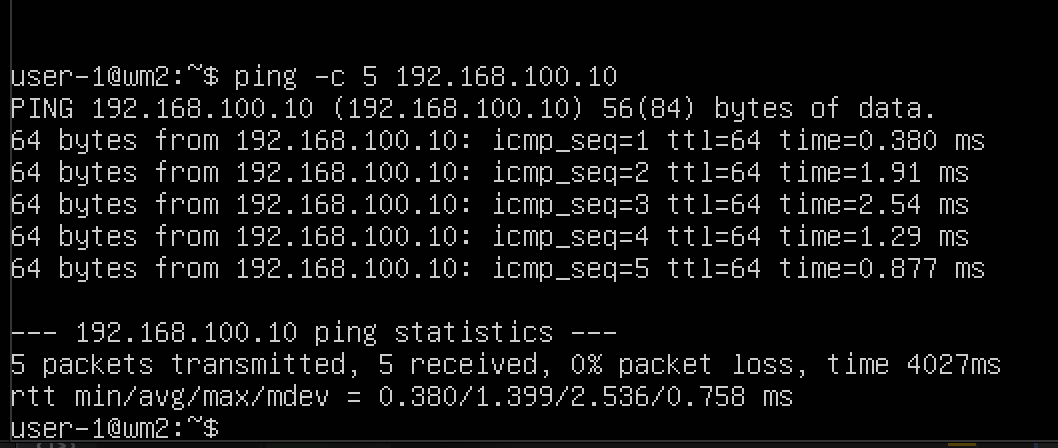 user-1@wm2:~$ ping -c 5 192.168.100.10
PING 192.168.100.10 (192.168.100.10) 56(84) bytes of data.
64 bytes from 192.168.100.10: icmp_seq=1 ttl=64 time=0.380 ms
64 bytes from 192.168.100.10: icmp_seq=2 ttl=64 time=1.91 ms
64 bytes from 192.168.100.10: icmp_seq=3 ttl=64 time=2.54 ms
64 bytes from 192.168.100.10: icmp_seq=4 ttl=64 time=1.29 ms
64 bytes from 192.168.100.10: icmp_seq=5 ttl=64 time=0.877 ms

--- 192.168.100.10 ping statistics ---
5 packets transmitted, 5 received, 0% packet loss, time 4027ms
rtt min/avg/max/mdev = 0.380/1.399/2.536/0.758 ms
user-1@wm2:~$